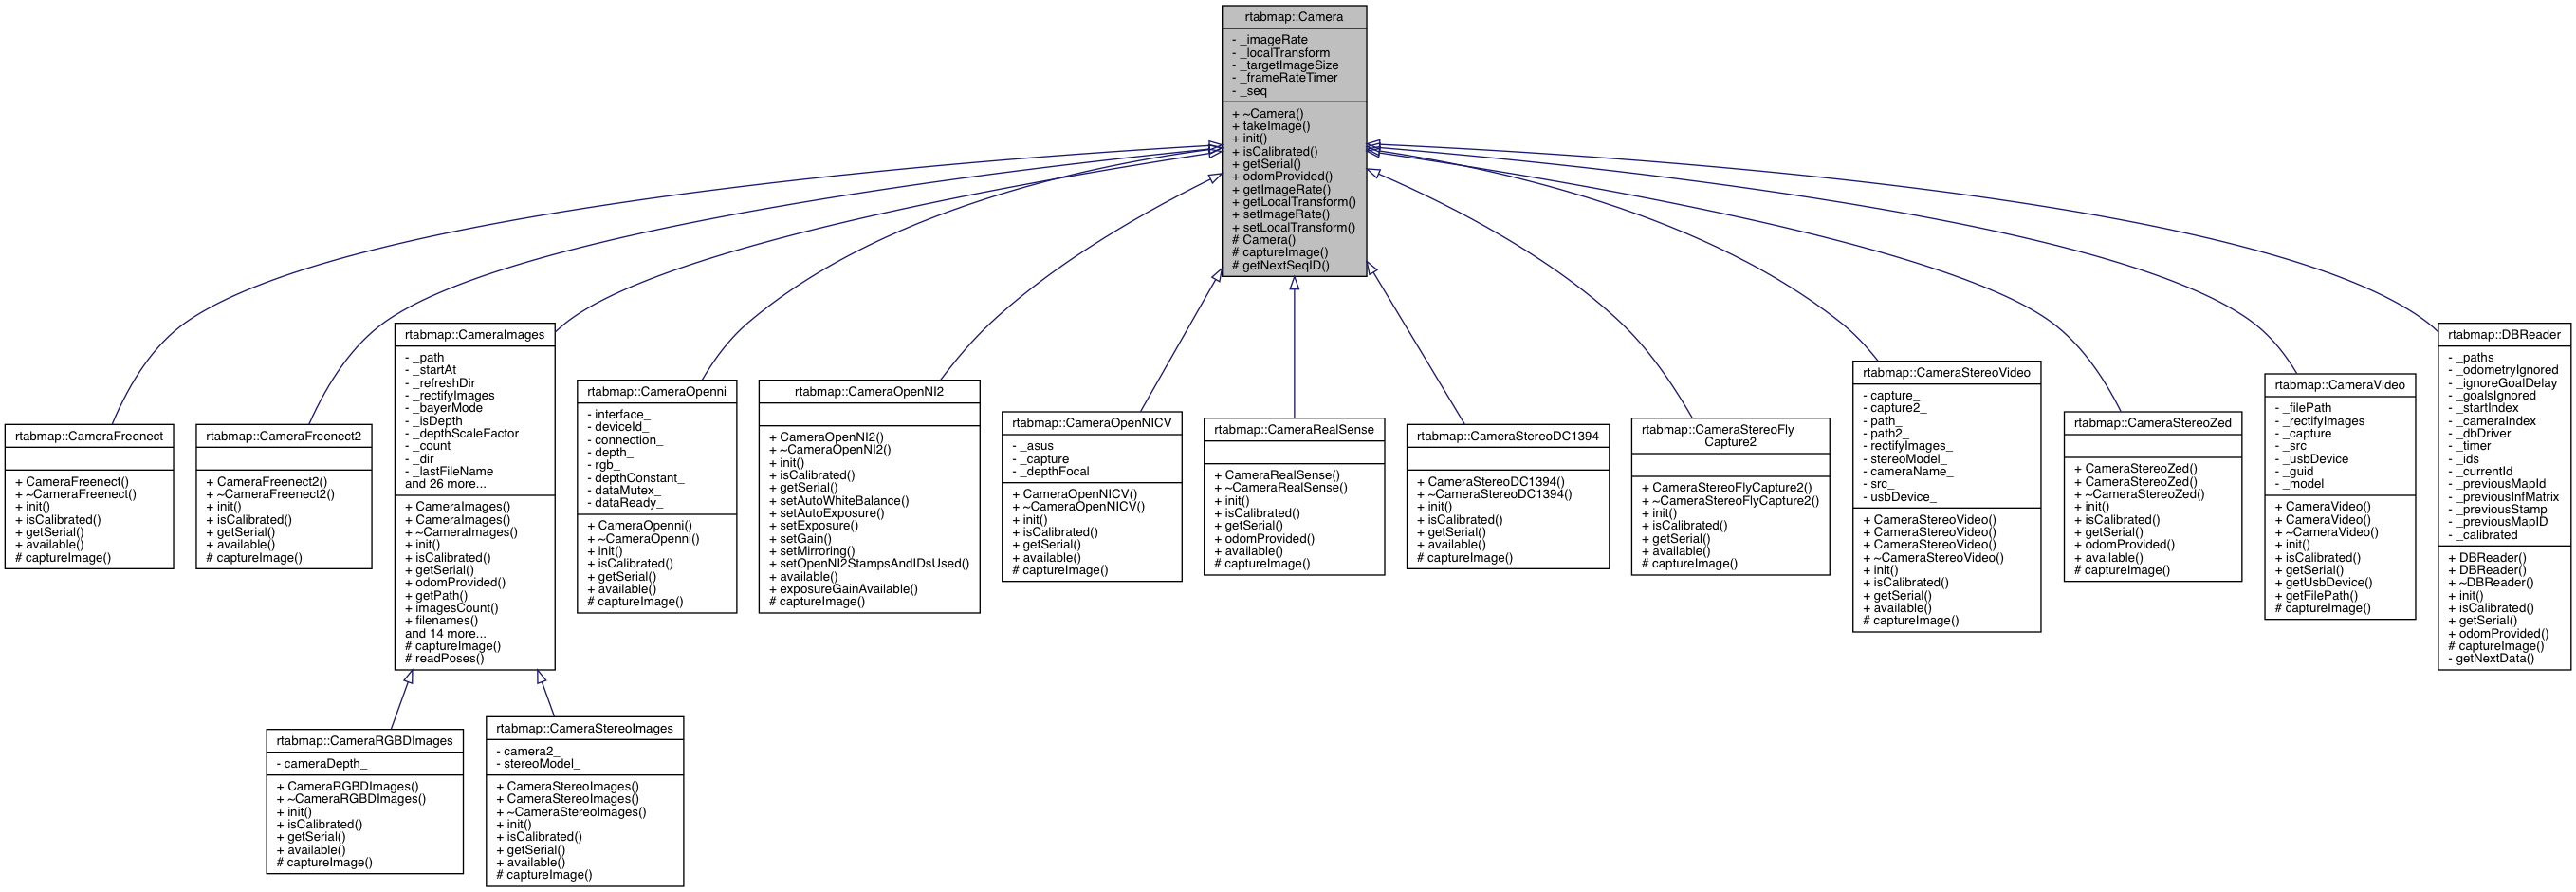 rtabmap::Camera
- _imageRate
- _localTransform
- _targetImageSize
- _frameRateTimer
- _seq
+ ~Camera()
+ takeImage()
+ init()
+ isCalibrated()
+ getSerial()
+ odomProvided()
+ getImageRate()
+ getLocalTransform()
+ setImageRate()
+ setLocalTransform()
# Camera()
# captureImage()
# getNextSeqID()
rtabmap::CameraFreenect
+ CameraFreenect()
+ ~CameraFreenect()
+ init()
+ isCalibrated()
+ getSerial()
+ available()
# captureImage()
rtabmap::CameraFreenect2
+ CameraFreenect2()
+ ~CameraFreenect2()
+ init()
+ isCalibrated()
+ getSerial()
+ available()
# captureImage()
rtabmap::CameraImages
- _path
- _startAt
- _refreshDir
- _rectifyImages
- _bayerMode
- _isDepth
- _depthScaleFactor
- _count
- _dir
- _lastFileName
and 26 more...
+ CameraImages()
+ CameraImages()
+ ~CameraImages()
+ init()
+ isCalibrated()
+ getSerial()
+ odomProvided()
+ getPath()
+ imagesCount()
+ filenames()
and 14 more...
# captureImage()
# readPoses()
rtabmap::CameraOpenni
- interface_
- deviceId_
- connection_
- depth_
- rgb_
- depthConstant_
- dataMutex_
- dataReady_
+ CameraOpenni()
+ ~CameraOpenni()
+ init()
+ isCalibrated()
+ getSerial()
+ available()
# captureImage()
rtabmap::CameraOpenNI2
+ CameraOpenNI2()
+ ~CameraOpenNI2()
+ init()
+ isCalibrated()
+ getSerial()
+ setAutoWhiteBalance()
+ setAutoExposure()
+ setExposure()
+ setGain()
+ setMirroring()
+ setOpenNI2StampsAndIDsUsed()
+ available()
+ exposureGainAvailable()
# captureImage()
rtabmap::CameraOpenNICV
- _asus
- _capture
- _depthFocal
+ CameraOpenNICV()
+ ~CameraOpenNICV()
+ init()
+ isCalibrated()
+ getSerial()
+ available()
# captureImage()
rtabmap::CameraRealSense
+ CameraRealSense()
+ ~CameraRealSense()
+ init()
+ isCalibrated()
+ getSerial()
+ odomProvided()
+ available()
# captureImage()
rtabmap::CameraStereoDC1394
+ CameraStereoDC1394()
+ ~CameraStereoDC1394()
+ init()
+ isCalibrated()
+ getSerial()
+ available()
# captureImage()
rtabmap::CameraStereoFly
Capture2
+ CameraStereoFlyCapture2()
+ ~CameraStereoFlyCapture2()
+ init()
+ isCalibrated()
+ getSerial()
+ available()
# captureImage()
rtabmap::CameraStereoVideo
- capture_
- capture2_
- path_
- path2_
- rectifyImages_
- stereoModel_
- cameraName_
- src_
- usbDevice_
+ CameraStereoVideo()
+ CameraStereoVideo()
+ CameraStereoVideo()
+ ~CameraStereoVideo()
+ init()
+ isCalibrated()
+ getSerial()
+ available()
# captureImage()
rtabmap::CameraStereoZed
+ CameraStereoZed()
+ CameraStereoZed()
+ ~CameraStereoZed()
+ init()
+ isCalibrated()
+ getSerial()
+ odomProvided()
+ available()
# captureImage()
rtabmap::CameraVideo
- _filePath
- _rectifyImages
- _capture
- _src
- _usbDevice
- _guid
- _model
+ CameraVideo()
+ CameraVideo()
+ ~CameraVideo()
+ init()
+ isCalibrated()
+ getSerial()
+ getUsbDevice()
+ getFilePath()
# captureImage()
rtabmap::DBReader
- _paths
- _odometryIgnored
- _ignoreGoalDelay
- _goalsIgnored
- _startIndex
- _cameraIndex
- _dbDriver
- _timer
- _ids
- _currentId
- _previousMapId
- _previousInfMatrix
- _previousStamp
- _previousMapID
- _calibrated
+ DBReader()
+ DBReader()
+ ~DBReader()
+ init()
+ isCalibrated()
+ getSerial()
+ odomProvided()
# captureImage()
- getNextData()
rtabmap::CameraRGBDImages
- cameraDepth_
+ CameraRGBDImages()
+ ~CameraRGBDImages()
+ init()
+ isCalibrated()
+ getSerial()
+ available()
# captureImage()
rtabmap::CameraStereoImages
- camera2_
- stereoModel_
+ CameraStereoImages()
+ CameraStereoImages()
+ ~CameraStereoImages()
+ init()
+ isCalibrated()
+ getSerial()
+ available()
# captureImage()